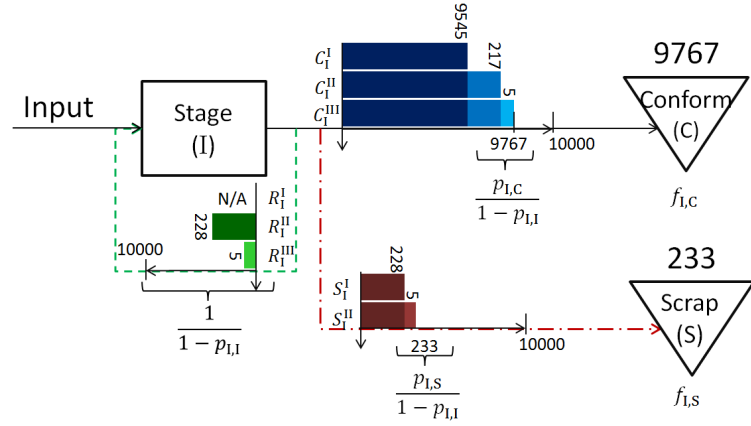 Input
Stage
(I)
C_I^I
C_I^II
C_I^III
9545
217
5
9767
10000
p_I,C
1 − p_I,I
9767
Conform
(C)
f_I,C
N/A
R_I^I
228
R_I^II
5
R_I^III
10000
1
1 − p_I,I
S_I^I
S_I^II
228
5
233
10000
p_I,S
1 − p_I,I
233
Scrap
(S)
f_I,S